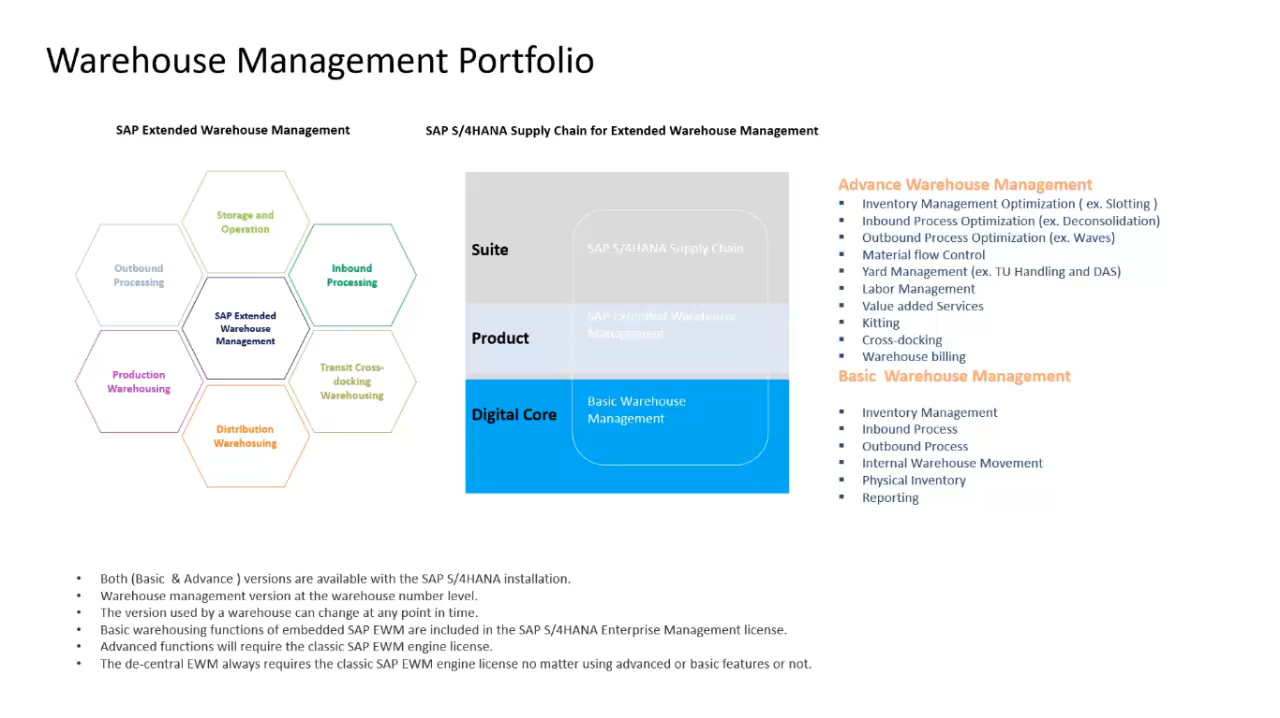 Warehouse Management Portfolio
SAP Extended Warehouse Management
SAP S/4HANA Supply Chain for Extended Warehouse Management
Storage and
Operation
Outbound
Processing
Inbound
Processing
SAP Extended
Warehouse
Management
Production
Warehousing
Transit Cross-
docking
Warehousing
Distribution
Warehosuing
Suite
SAP S/4HANA Supply Chain
Product
SAP Extended Warehouse
Management
Digital Core
Basic Warehouse
Management
Advance Warehouse Management
▪ Inventory Management Optimization ( ex. Slotting )
▪ Inbound Process Optimization (ex. Deconsolidation)
▪ Outbound Process Optimization (ex. Waves)
▪ Material flow Control
▪ Yard Management (ex. TU Handling and DAS)
▪ Labor Management
▪ Value added Services
▪ Kitting
▪ Cross-docking
▪ Warehouse billing
Basic Warehouse Management
▪ Inventory Management
▪ Inbound Process
▪ Outbound Process
▪ Internal Warehouse Movement
▪ Physical Inventory
▪ Reporting
• Both (Basic & Advance ) versions are available with the SAP S/4HANA installation.
• Warehouse management version at the warehouse number level.
• The version used by a warehouse can change at any point in time.
• Basic warehousing functions of embedded SAP EWM are included in the SAP S/4HANA Enterprise Management license.
• Advanced functions will require the classic SAP EWM engine license.
• The de-central EWM always requires the classic SAP EWM engine license no matter using advanced or basic features or not.